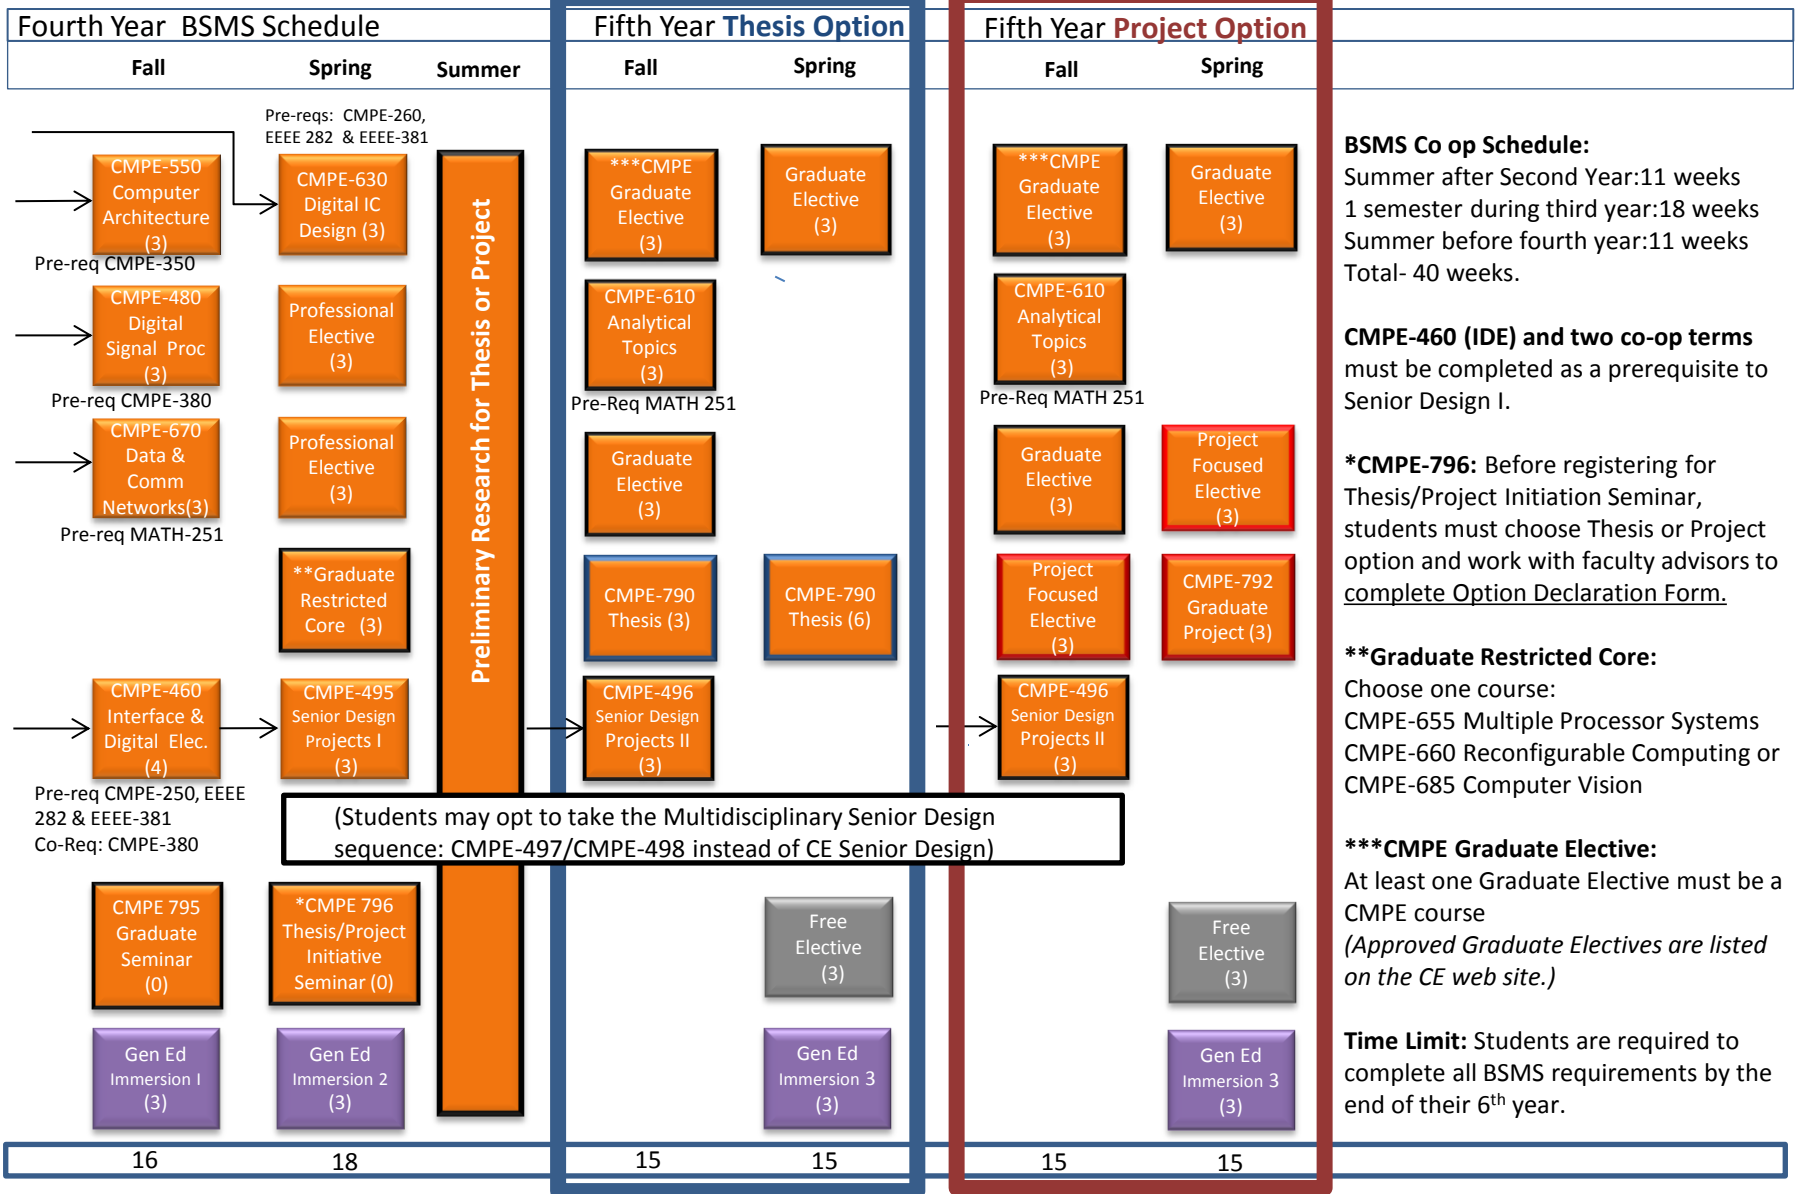 Fourth Year BSMS Schedule
Fifth Year Thesis Option
Fifth Year Project Option
Fall
Spring
Summer
Fall
Spring
Fall
Spring
Pre-reqs: CMPE-260,
EEEE 282 & EEEE-381
CMPE-550
Computer
Architecture
(3)
Pre-req CMPE-350
CMPE-480
Digital
Signal Proc
(3)
Pre-req CMPE-380
CMPE-670
Data &
Comm
Networks(3)
Pre-req MATH-251
CMPE-460
Interface &
Digital Elec.
(4)
Pre-req CMPE-250, EEEE
282 & EEEE-381
Co-Req: CMPE-380
CMPE 795
Graduate
Seminar
(0)
Gen Ed
Immersion I
(3)
CMPE-630
Digital IC
Design (3)
Professional
Elective
(3)
Professional
Elective
(3)
**Graduate
Restricted
Core (3)
CMPE-495
Senior Design
Projects I
(3)
*CMPE 796
Thesis/Project
Initiative
Seminar (0)
Gen Ed
Immersion 2
(3)
Preliminary Research for Thesis or Project
(Students may opt to take the Multidisciplinary Senior Design
sequence: CMPE-497/CMPE-498 instead of CE Senior Design)
***CMPE
Graduate
Elective
(3)
CMPE-610
Analytical
Topics
(3)
Pre-Req MATH 251
Graduate
Elective
(3)
CMPE-790
Thesis (3)
CMPE-496
Senior Design
Projects II
(3)
Graduate
Elective
(3)
CMPE-790
Thesis (6)
Free
Elective
(3)
Gen Ed
Immersion 3
(3)
***CMPE
Graduate
Elective
(3)
CMPE-610
Analytical
Topics
(3)
Pre-Req MATH 251
Graduate
Elective
(3)
Project
Focused
Elective
(3)
CMPE-496
Senior Design
Projects II
(3)
Graduate
Elective
(3)
Project
Focused
Elective
(3)
CMPE-792
Graduate
Project (3)
Free
Elective
(3)
Gen Ed
Immersion 3
(3)
BSMS Co op Schedule:
Summer after Second Year:11 weeks
1 semester during third year:18 weeks
Summer before fourth year:11 weeks
Total- 40 weeks.
CMPE-460 (IDE) and two co-op terms
must be completed as a prerequisite to
Senior Design I.
*CMPE-796: Before registering for
Thesis/Project Initiation Seminar,
students must choose Thesis or Project
option and work with faculty advisors to
complete Option Declaration Form.
**Graduate Restricted Core:
Choose one course:
CMPE-655 Multiple Processor Systems
CMPE-660 Reconfigurable Computing or
CMPE-685 Computer Vision
***CMPE Graduate Elective:
At least one Graduate Elective must be a
CMPE course
(Approved Graduate Electives are listed
on the CE web site.)
Time Limit: Students are required to
complete all BSMS requirements by the
end of their 6th year.
16
18
15
15
15
15